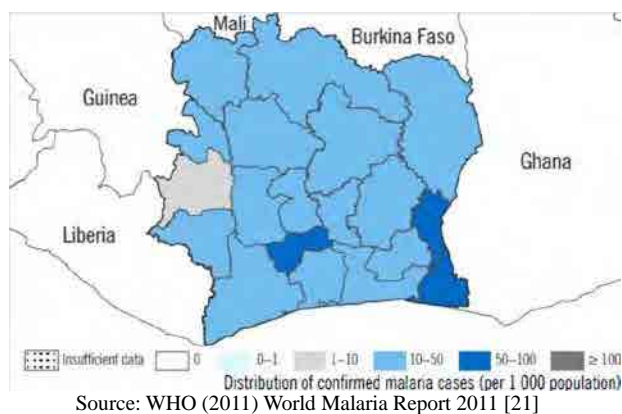 Mali
Burkina Faso
Guinea
Ghana
Liberia
Insufficient data 0 0–1 1–10 10–50 50–100 ≥ 100
Distribution of confirmed malaria cases (per 1 000 population)
Source: WHO (2011) World Malaria Report 2011 [21]